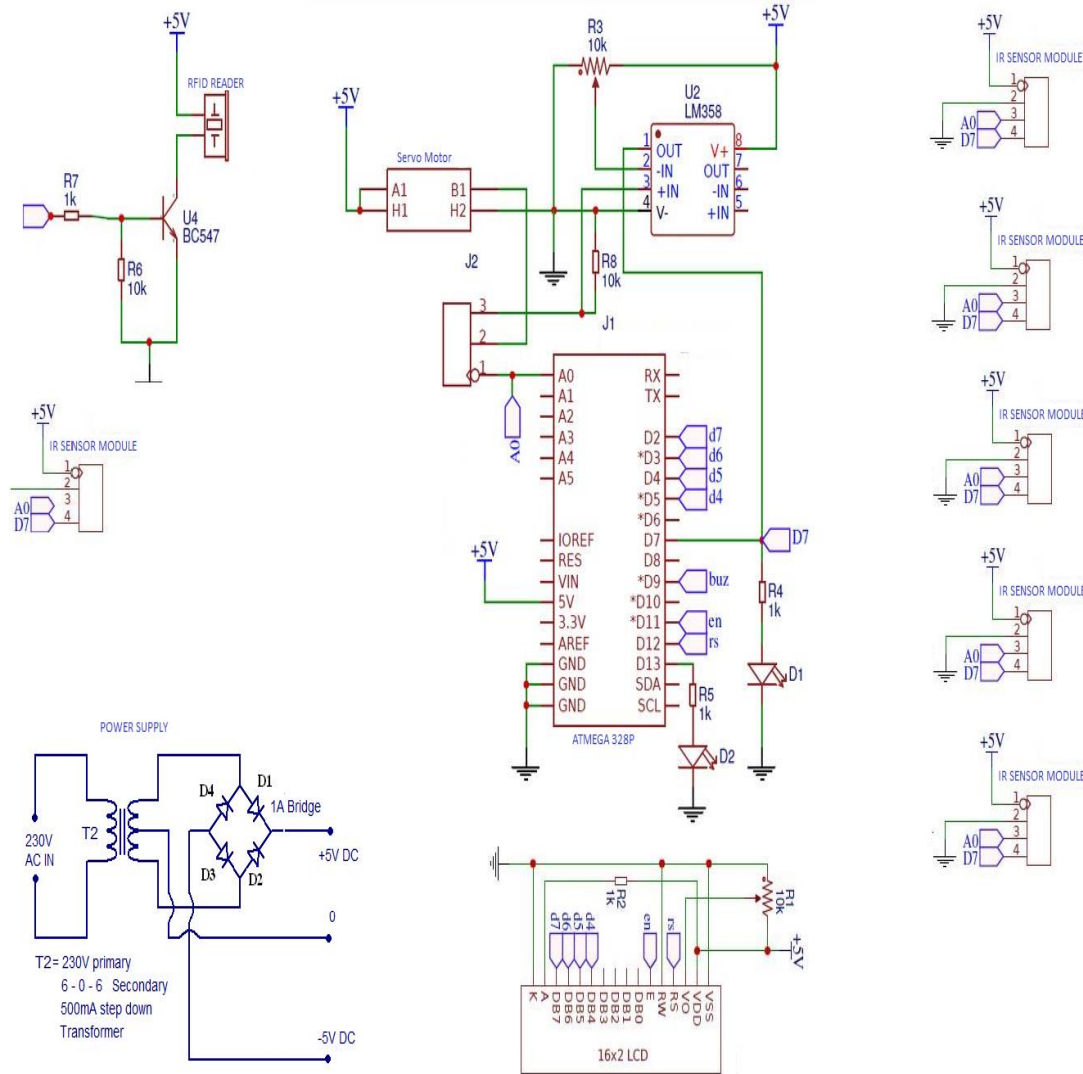 +5V
RFID READER
R7
1k
U4
BC547
R6
10k
+5V
Servo Motor
A1 B1
H1 H2
R3
10k
+5V
U2
LM358
1 OUT V+ 8
2 -IN OUT 7
3 +IN -IN 6
4 V- +IN 5
R8
10k
J2
3
2
1
J1
A0
A0 RX
A1 TX
A2
A3 D2 d7
A4 *D3 d6
A5 D4 d5
*D5 d4
*D6
IOREF D7 D7
RES D8
VIN *D9 buz
5V *D10
3.3V *D11 en
AREF D12 rs
GND D13
GND SDA
GND SCL
ATMEGA 328P
+5V
R4
1k
D1
R5
1k
D2
+5V
IR SENSOR MODULE
1
2
A0 3
D7 4
+5V
IR SENSOR MODULE
1
2
A0 3
D7 4
+5V
IR SENSOR MODULE
1
2
A0 3
D7 4
+5V
IR SENSOR MODULE
1
2
A0 3
D7 4
+5V
IR SENSOR MODULE
1
2
A0 3
D7 4
+5V
IR SENSOR MODULE
1
2
A0 3
D7 4
POWER SUPPLY
230V
AC IN
T2
D4 D1
D3 D2
1A Bridge
+5V DC
0
-5V DC
T2= 230V primary
6 - 0 - 6 Secondary
500mA step down
Transformer
R2
1K
R1
10K
+5V
d7 d6 d5 d4 en rs
K A DB7 DB6 DB5 DB4 DB3 DB2 DB1 DB0 E RW RS VO VDD VSS
16x2 LCD